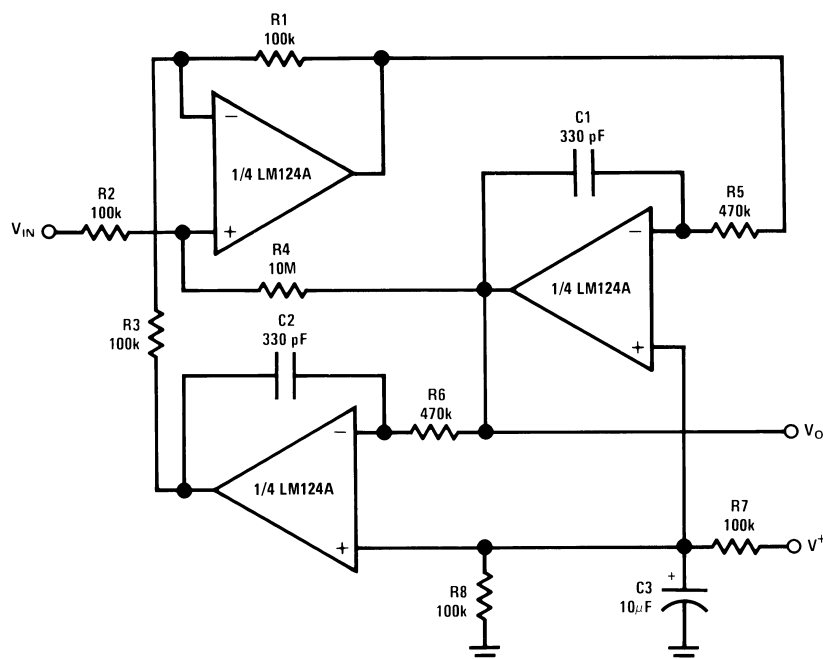 R1
100k
C1
330 pF
−
1/4 LM124A
+
R2
100k
VIN
R5
470k
R4
10M
−
1/4 LM124A
+
R3
100k
C2
330 pF
R6
470k
−
1/4 LM124A
+
VO
R7
100k
V+
R8
100k
+
C3
10μF